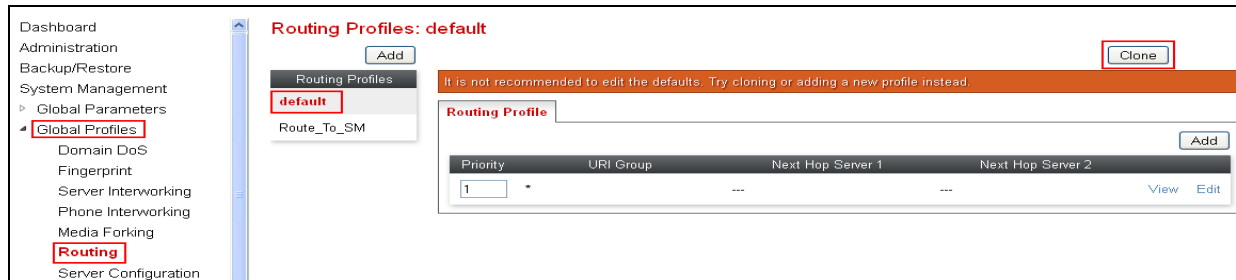 Dashboard
Administration
Backup/Restore
System Management
Global Parameters
Global Profiles
Domain DoS
Fingerprint
Server Interworking
Phone Interworking
Media Forking
Routing
Server Configuration
Routing Profiles: default
Add
Clone
Routing Profiles
default
Route_To_SM
It is not recommended to edit the defaults. Try cloning or adding a new profile instead.
Routing Profile
Add
Priority URI Group Next Hop Server 1 Next Hop Server 2
1 * --- --- View Edit